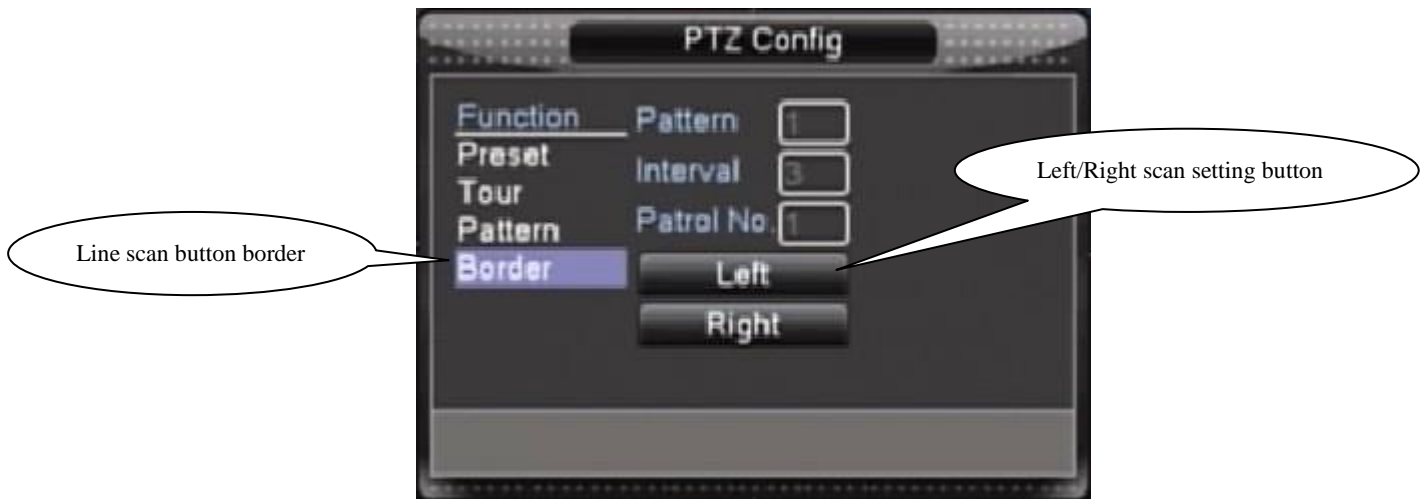 PTZ Config
Function
Preset
Tour
Pattern
Border
Pattern 1
Interval 3
Patrol No. 1
Left
Right
Line scan button border
Left/Right scan setting button